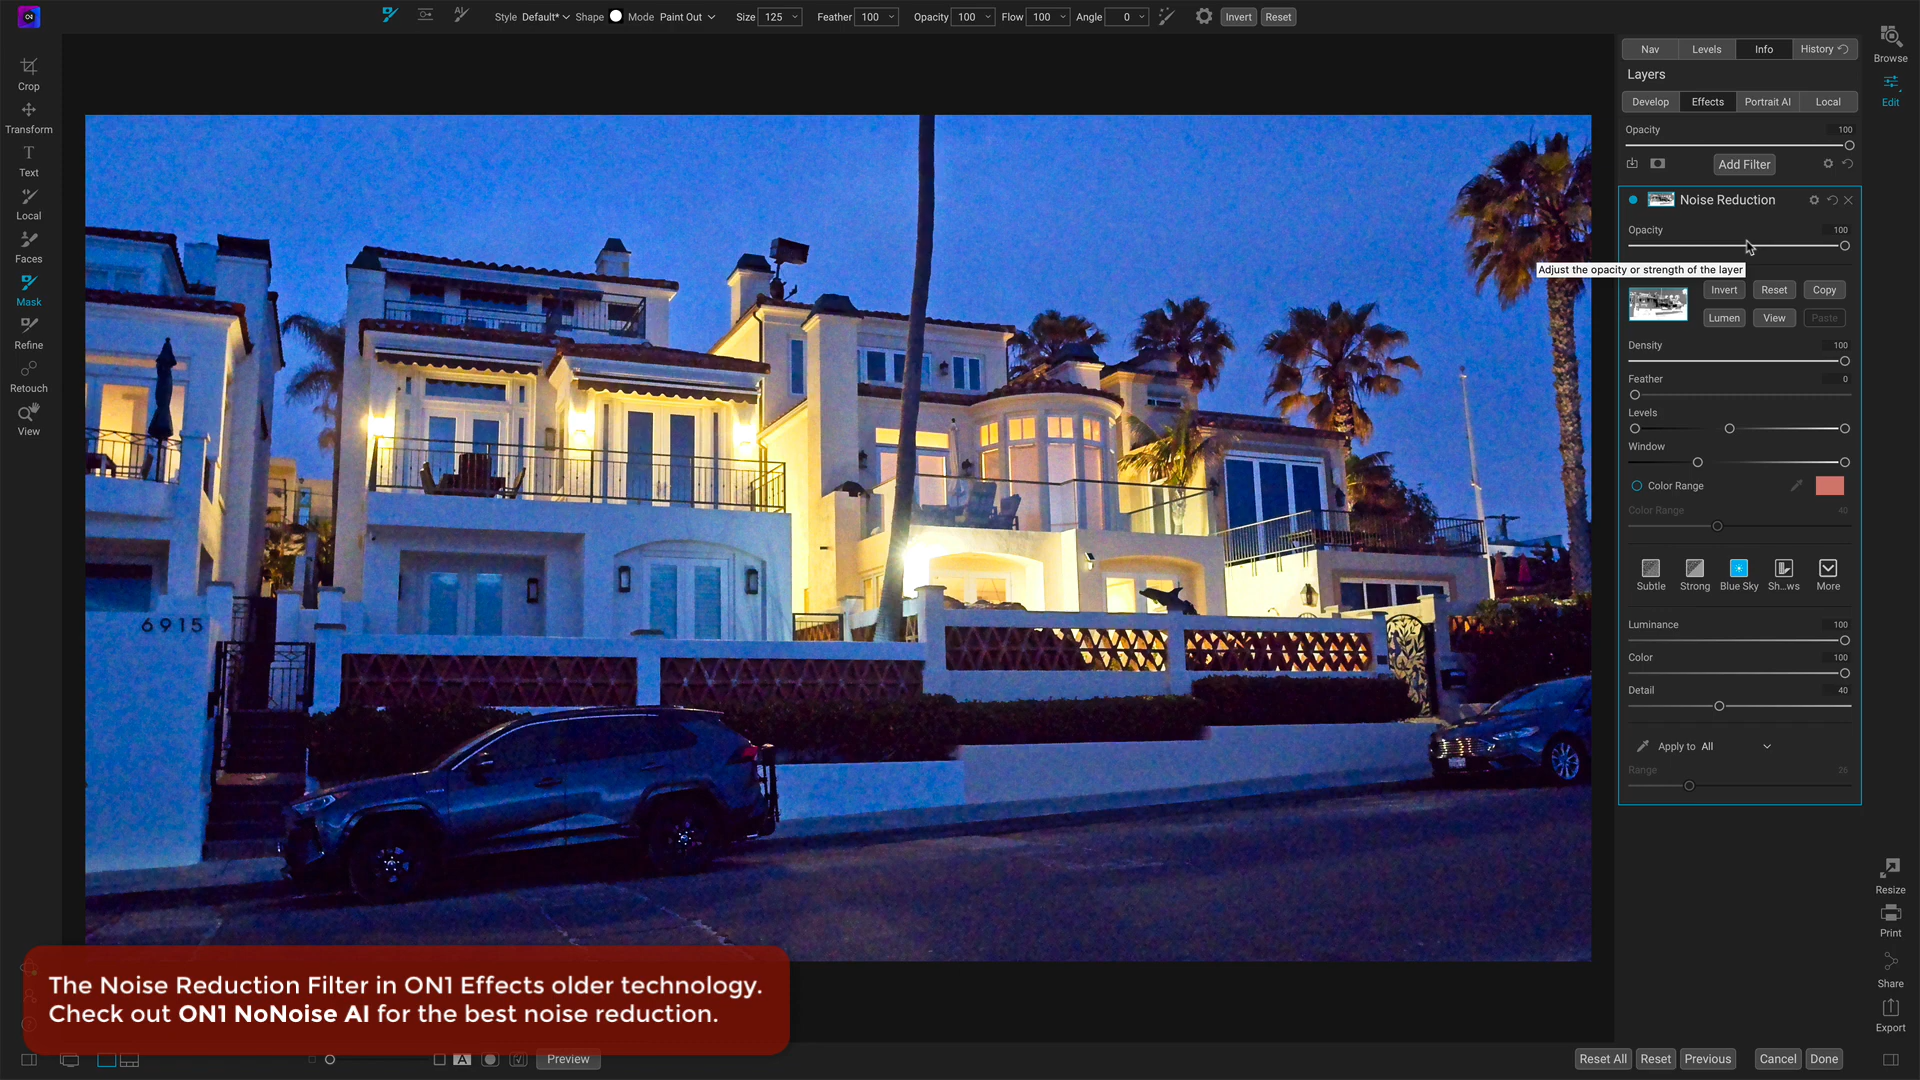 Style Default* Shape Mode Paint Out Size 125 Feather 100 Opacity 100 Flow 100 Angle 0 Invert Reset
Crop
Transform
Text
Local
Faces
Mask
Refine
Retouch
View
Nav Levels Info History
Layers
Develop Effects Portrait AI Local
Opacity 100
Add Filter
Noise Reduction
Opacity 100
Adjust the opacity or strength of the layer
Invert Reset Copy
Lumen View Paste
Density 100
Feather 0
Levels
Window
Color Range
Color Range 40
Subtle Strong Blue Sky Sh...ws More
Luminance 100
Color 100
Detail 40
Apply to All
Range 26
Browse
Edit
Resize
Print
Share
Export
6915
The Noise Reduction Filter in ON1 Effects older technology.
Check out ON1 NoNoise AI for the best noise reduction.
A Preview
Reset All Reset Previous Cancel Done